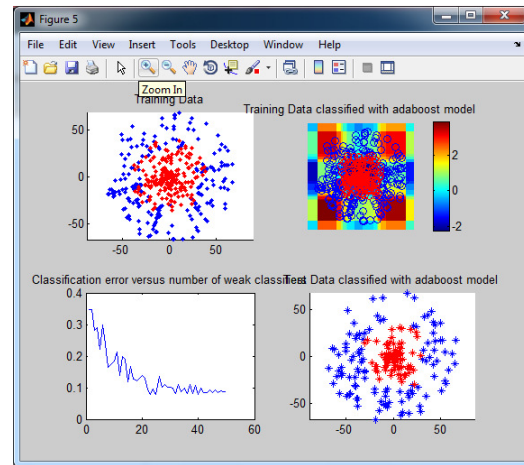 Figure 5
File Edit View Insert Tools Desktop Window Help
Zoom In
Training Data
50
0
-50
-50 0 50
Training Data classified with adaboost model
2
0
-2
Classification error versus number of weak classifiers
0.4
0.3
0.2
0.1
0
0 20 40 60
Test Data classified with adaboost model
50
0
-50
-50 0 50